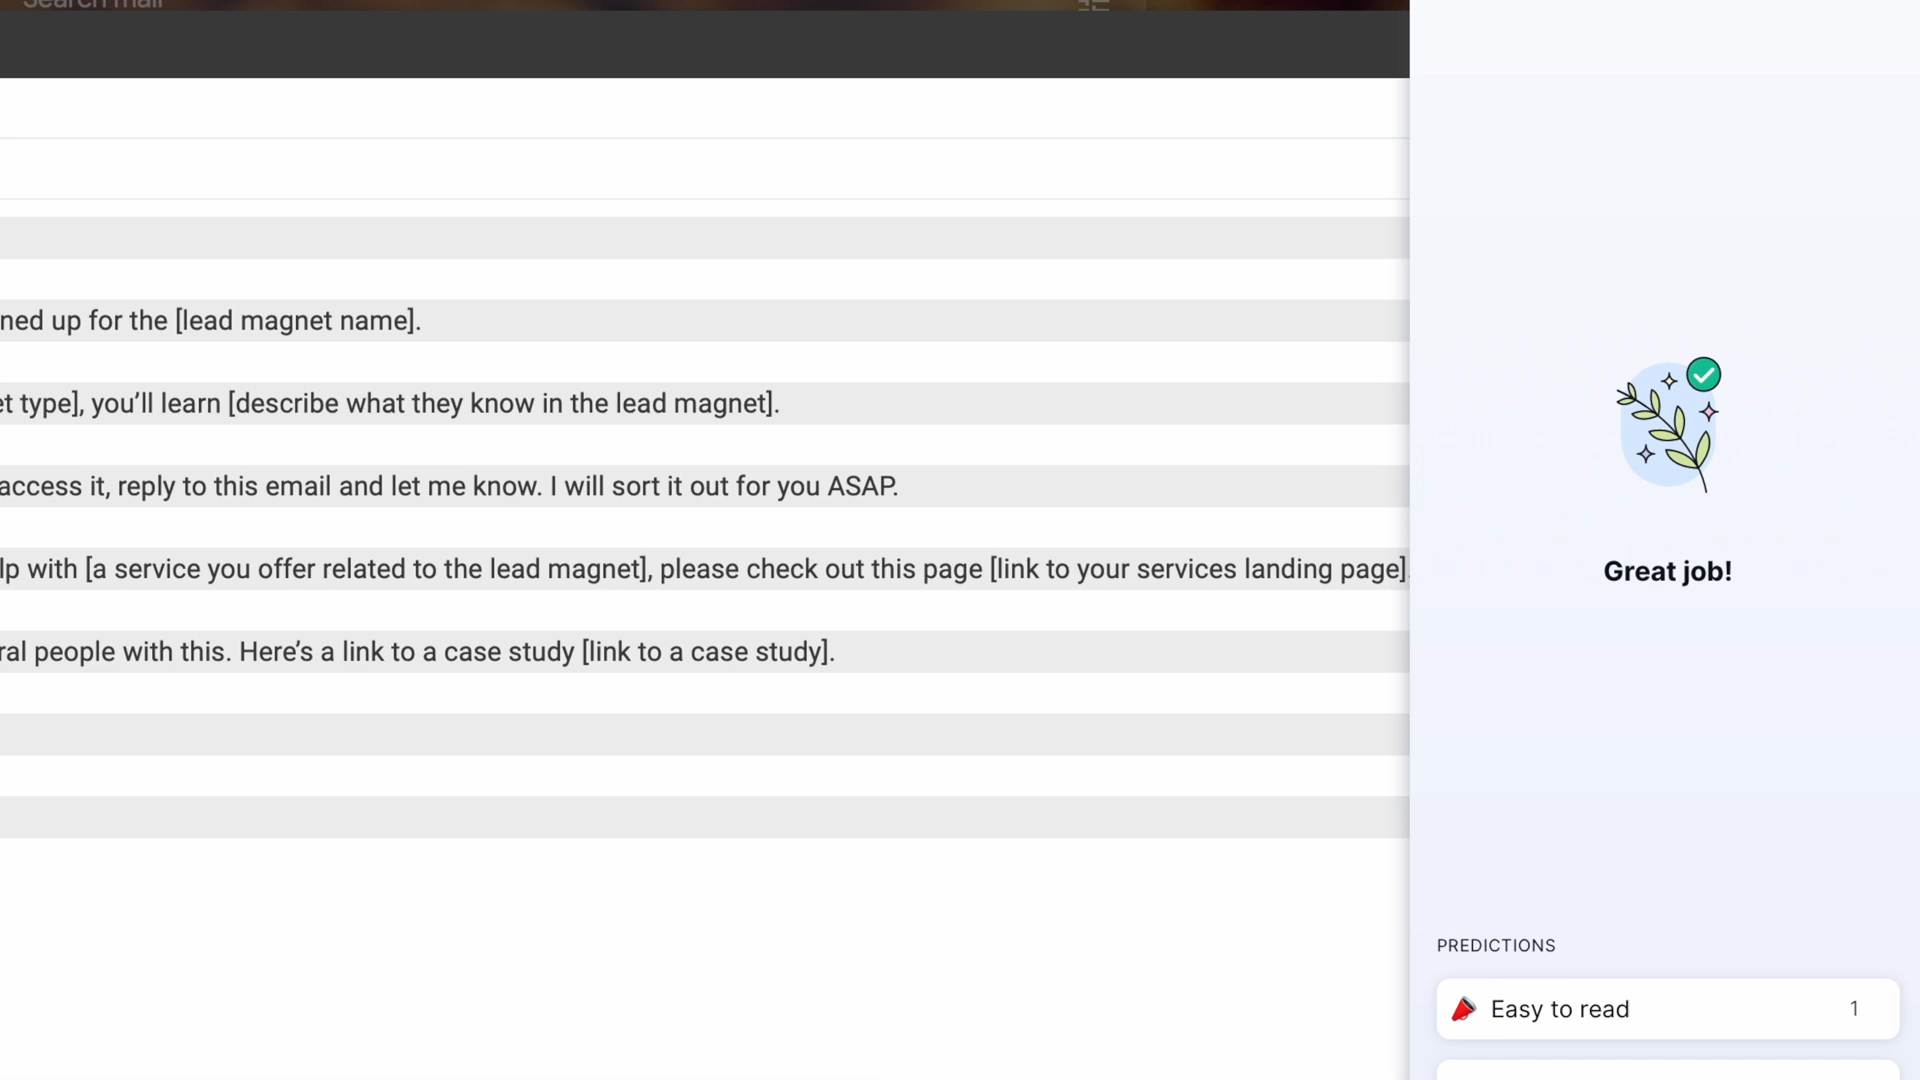 Search mail
ned up for the [lead magnet name].
et type], you’ll learn [describe what they know in the lead magnet].
access it, reply to this email and let me know. I will sort it out for you ASAP.
lp with [a service you offer related to the lead magnet], please check out this page [link to your services landing page].
ral people with this. Here’s a link to a case study [link to a case study].
Great job!
PREDICTIONS
Easy to read 1